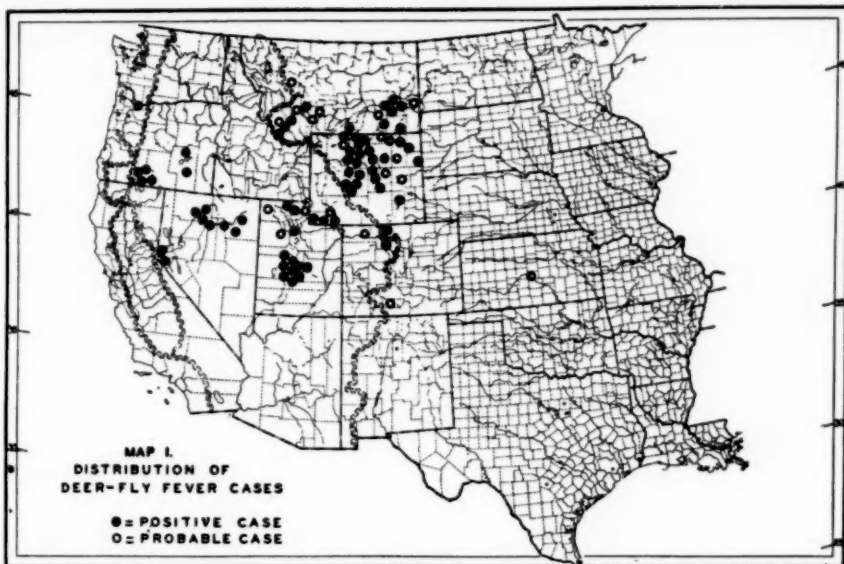 MAP I.
DISTRIBUTION OF
DEER-FLY FEVER CASES
●= POSITIVE CASE
○= PROBABLE CASE